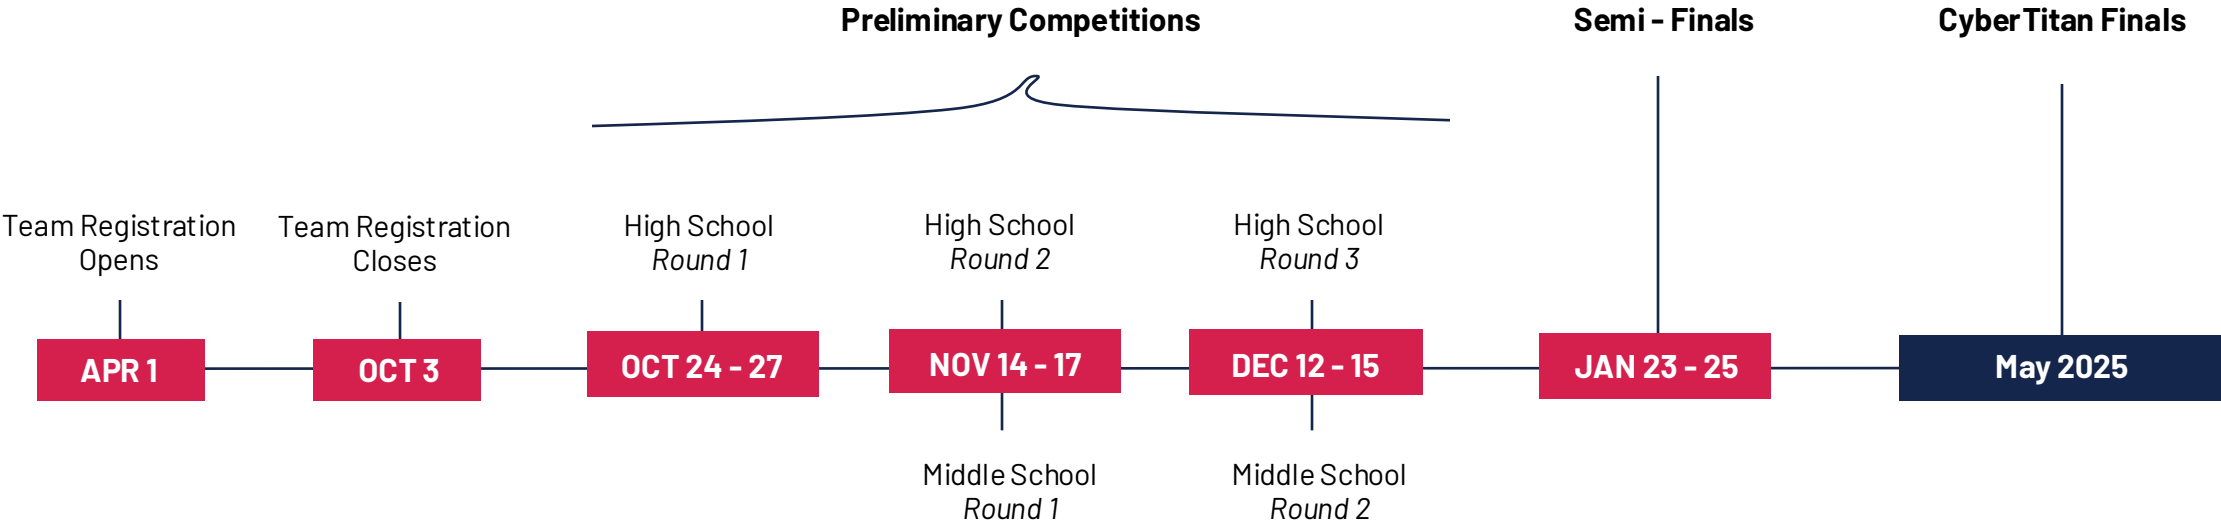 Preliminary Competitions
Semi - Finals
CyberTitan Finals
Team Registration
Opens
Team Registration
Closes
High School
Round 1
High School
Round 2
High School
Round 3
APR 1
OCT 3
OCT 24 - 27
NOV 14 - 17
DEC 12 - 15
JAN 23 - 25
May 2025
Middle School
Round 1
Middle School
Round 2